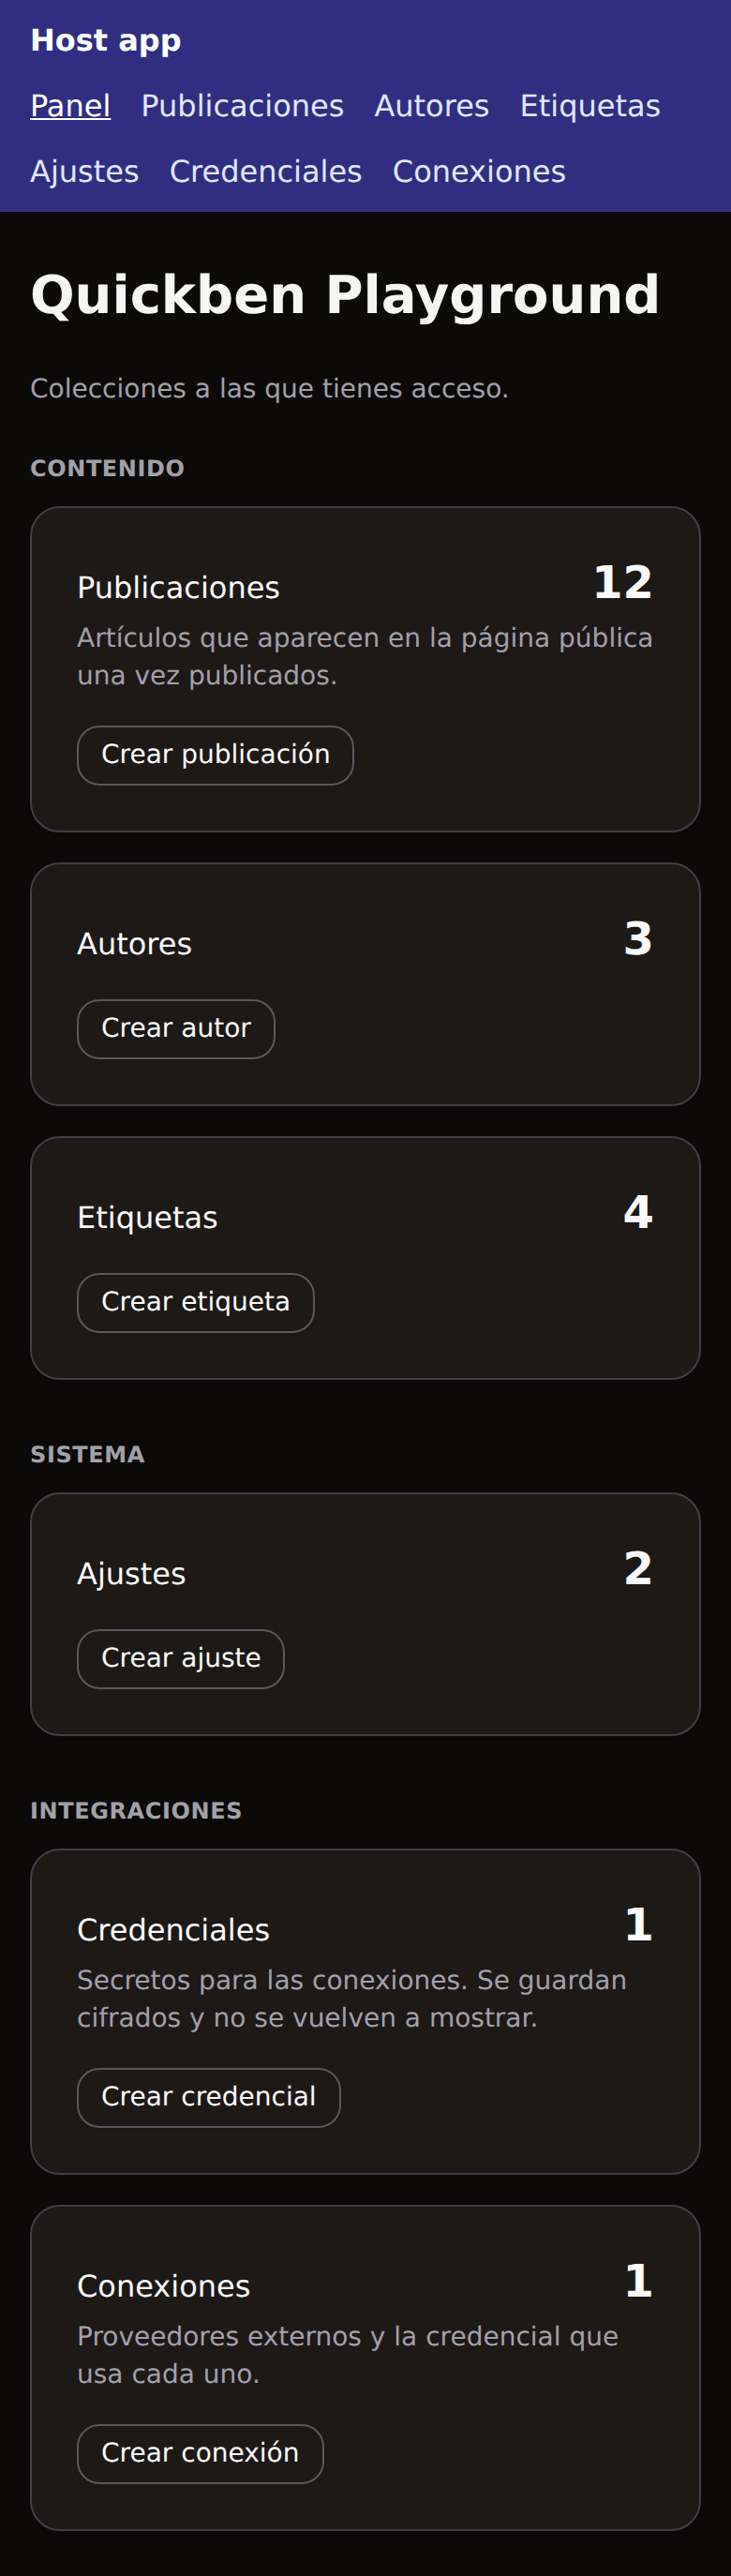 Host app
Panel Publicaciones Autores Etiquetas
Ajustes Credenciales Conexiones
Quickben Playground
Colecciones a las que tienes acceso.
CONTENIDO
Publicaciones 12
Artículos que aparecen en la página pública
una vez publicados.
Crear publicación
Autores 3
Crear autor
Etiquetas 4
Crear etiqueta
SISTEMA
Ajustes 2
Crear ajuste
INTEGRACIONES
Credenciales 1
Secretos para las conexiones. Se guardan
cifrados y no se vuelven a mostrar.
Crear credencial
Conexiones 1
Proveedores externos y la credencial que
usa cada uno.
Crear conexión